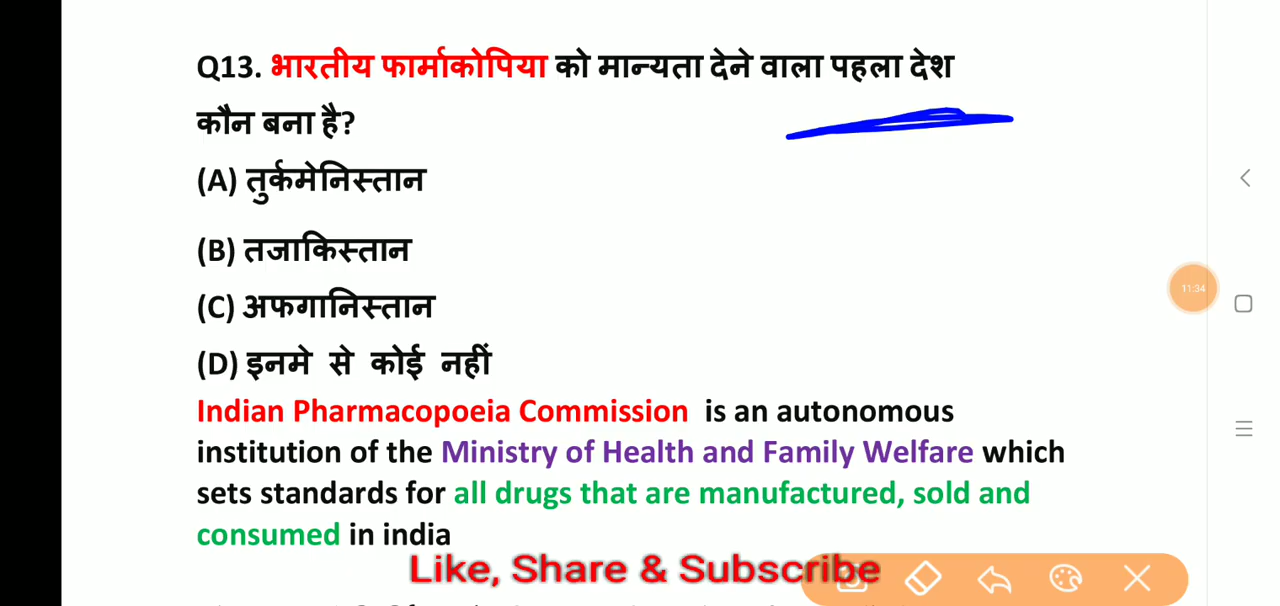 Q13. भारतीय फार्माकोपिया को मान्यता देने वाला पहला देश
कौन बना है?
(A) तुर्कमेनिस्तान
(B) तजाकिस्तान
(C) अफगानिस्तान
(D) इनमे से कोई नहीं
Indian Pharmacopoeia Commission is an autonomous
institution of the Ministry of Health and Family Welfare which
sets standards for all drugs that are manufactured, sold and
consumed in india
Like, Share & Subscribe
11:34